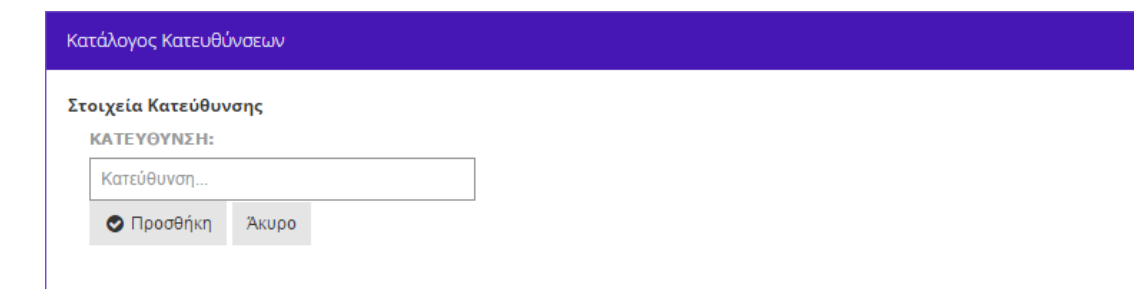 Κατάλογος Κατευθύνσεων
Στοιχεία Κατεύθυνσης
ΚΑΤΕΥΘΥΝΣΗ:
Κατεύθυνση...
Προσθήκη Άκυρο